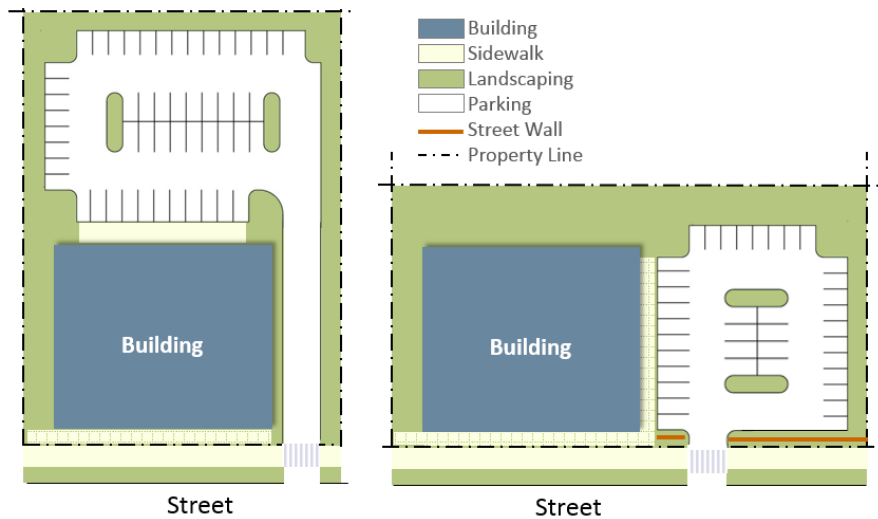 Building
Sidewalk
Landscaping
Parking
Street Wall
Property Line
Building
Building
Street
Street